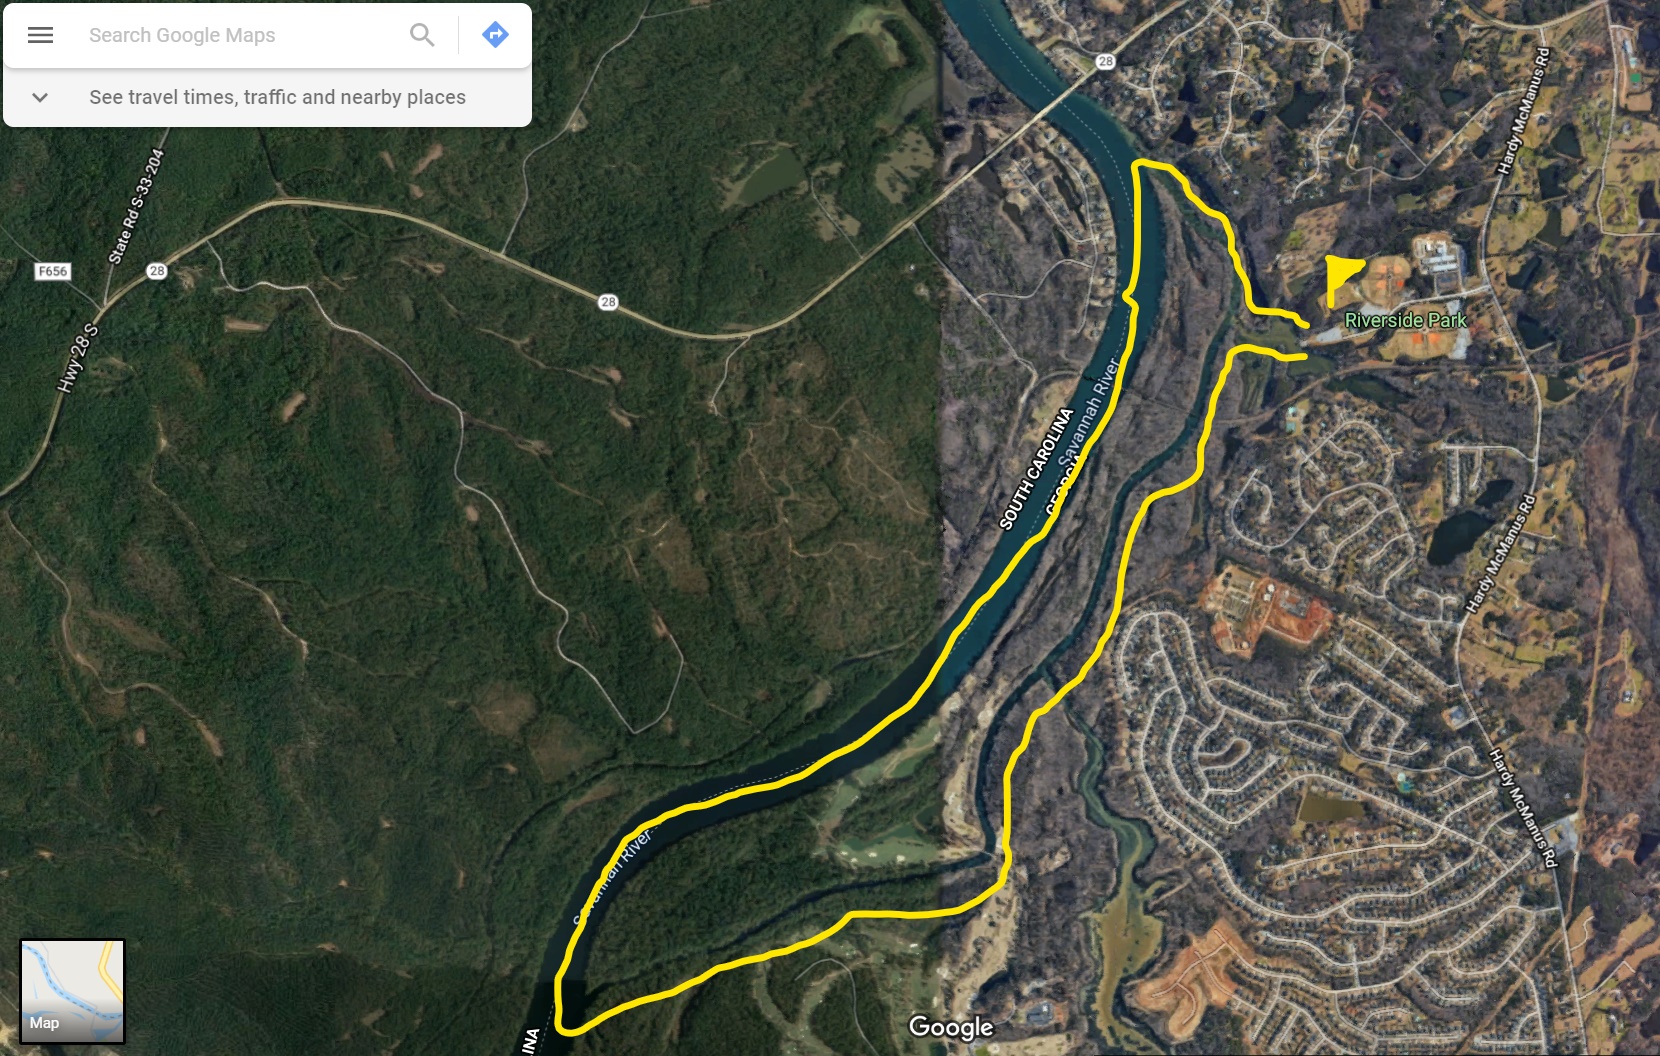 Search Google Maps
See travel times, traffic and nearby places
28
Hardy McManus Rd
State Rd S-33-204
F656
28
28
Riverside Park
Hwy 28 S
Savannah River
SOUTH CAROLINA
GEORGIA
Hardy McManus Rd
Hardy McManus Rd
Savannah River
Map
Google
INA